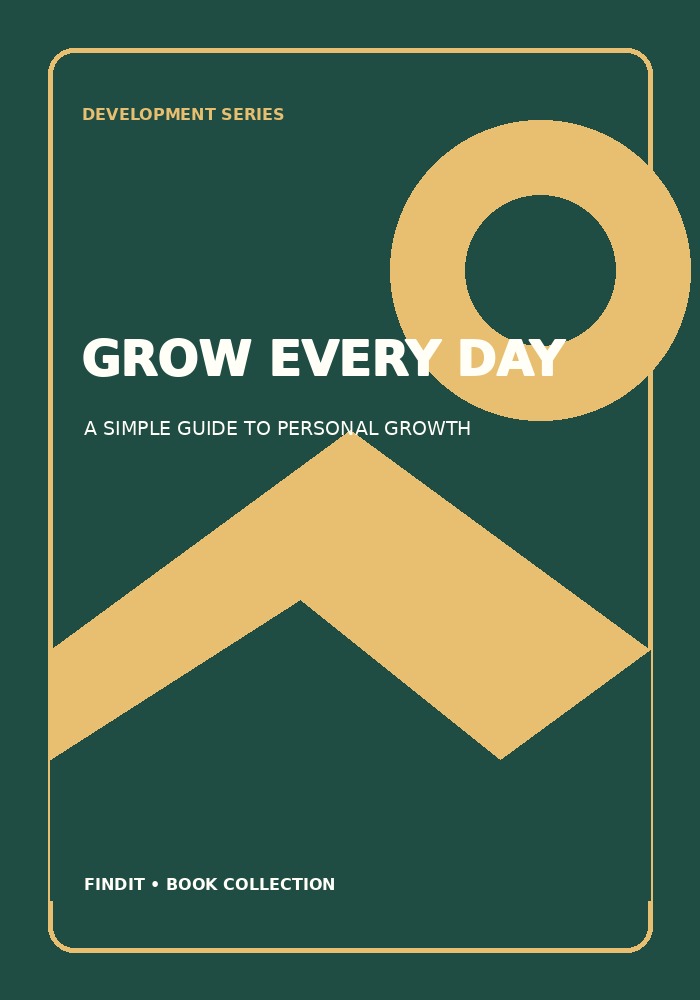 DEVELOPMENT SERIES
GROW EVERY DAY
A SIMPLE GUIDE TO PERSONAL GROWTH
FINDIT • BOOK COLLECTION